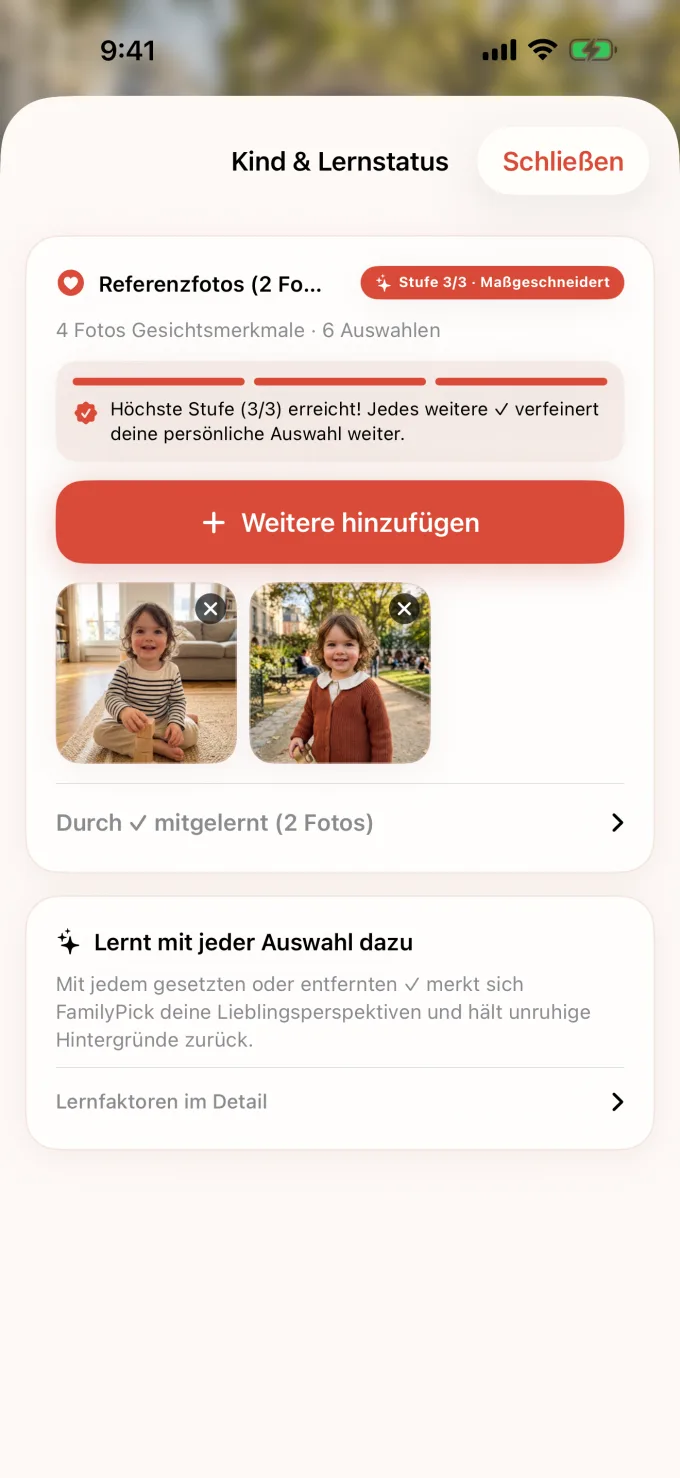 9:41
Kind & Lernstatus
Schließen
Referenzfotos (2 Fo...
Stufe 3/3 · Maßgeschneidert
4 Fotos Gesichtsmerkmale · 6 Auswahlen
Höchste Stufe (3/3) erreicht! Jedes weitere ✓ verfeinert
deine persönliche Auswahl weiter.
+ Weitere hinzufügen
Durch ✓ mitgelernt (2 Fotos)
Lernt mit jeder Auswahl dazu
Mit jedem gesetzten oder entfernten ✓ merkt sich
FamilyPick deine Lieblingsperspektiven und hält unruhige
Hintergründe zurück.
Lernfaktoren im Detail